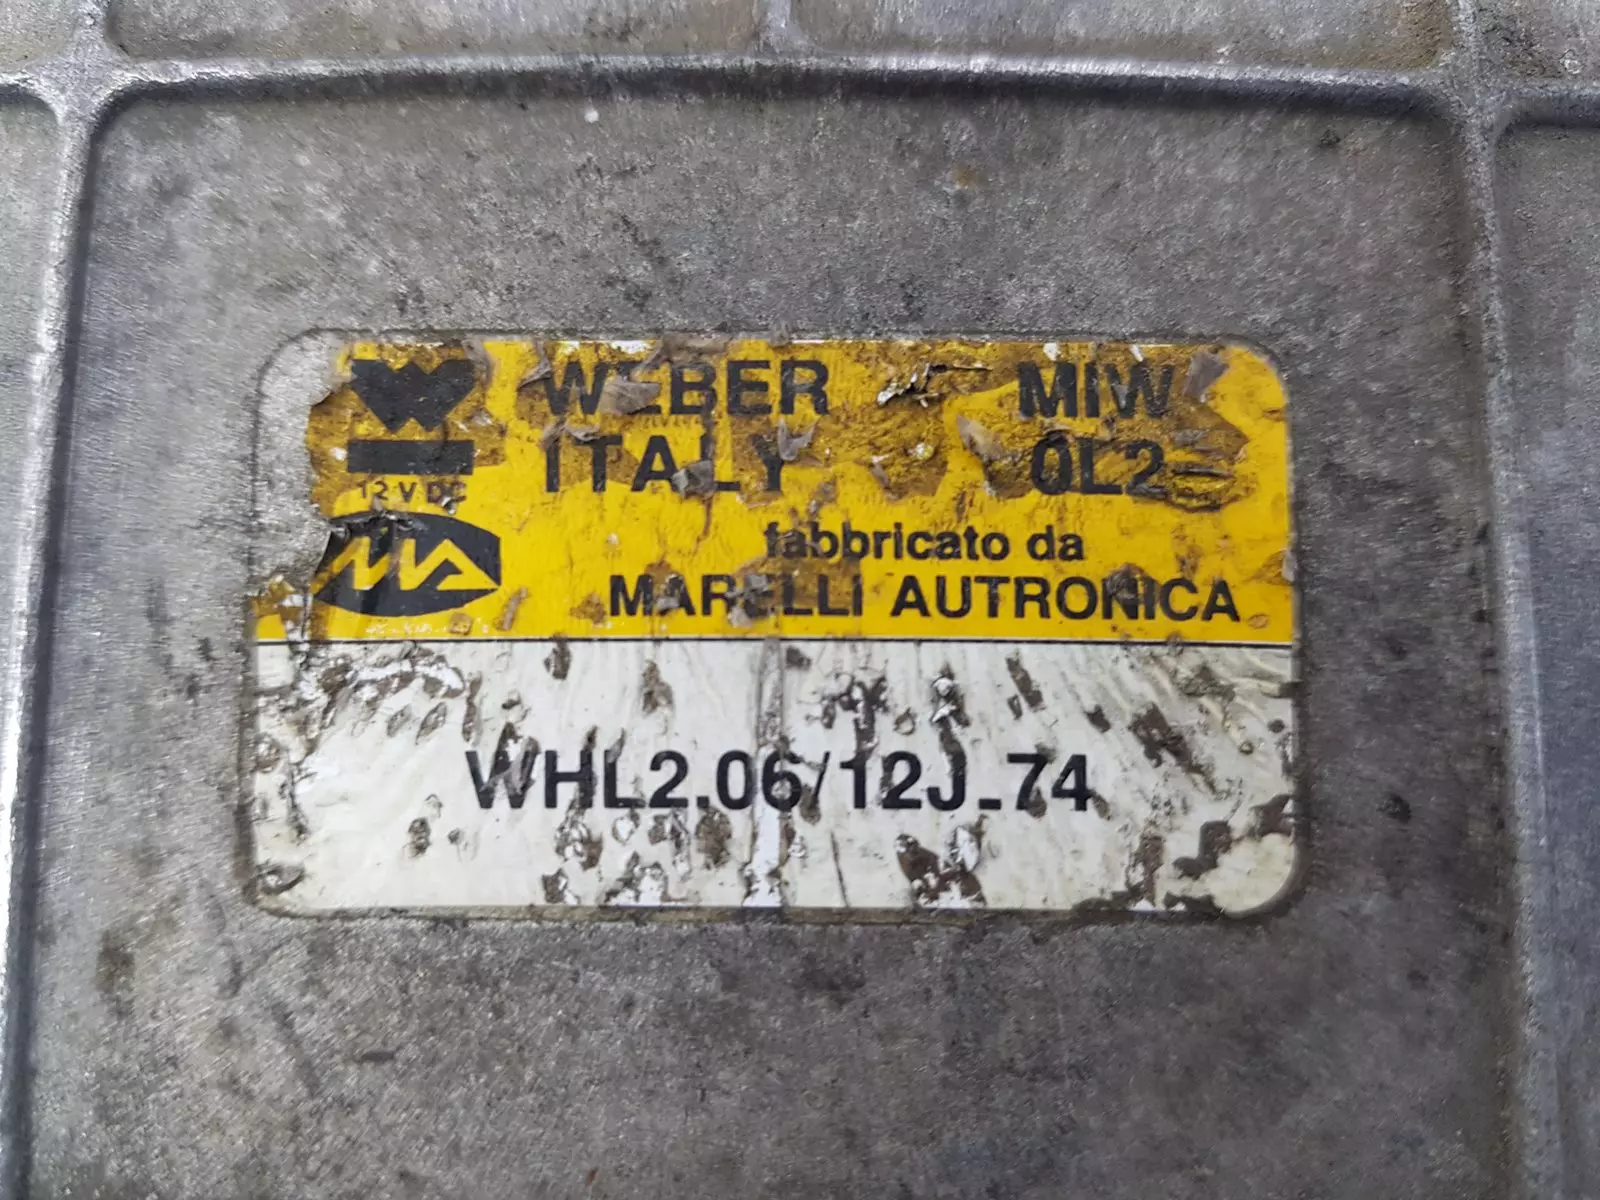 WEBER MIW
ITALY 0L2
12 V DC
fabbricato da
MARELLI AUTRONICA
WHL2.06/12J-74